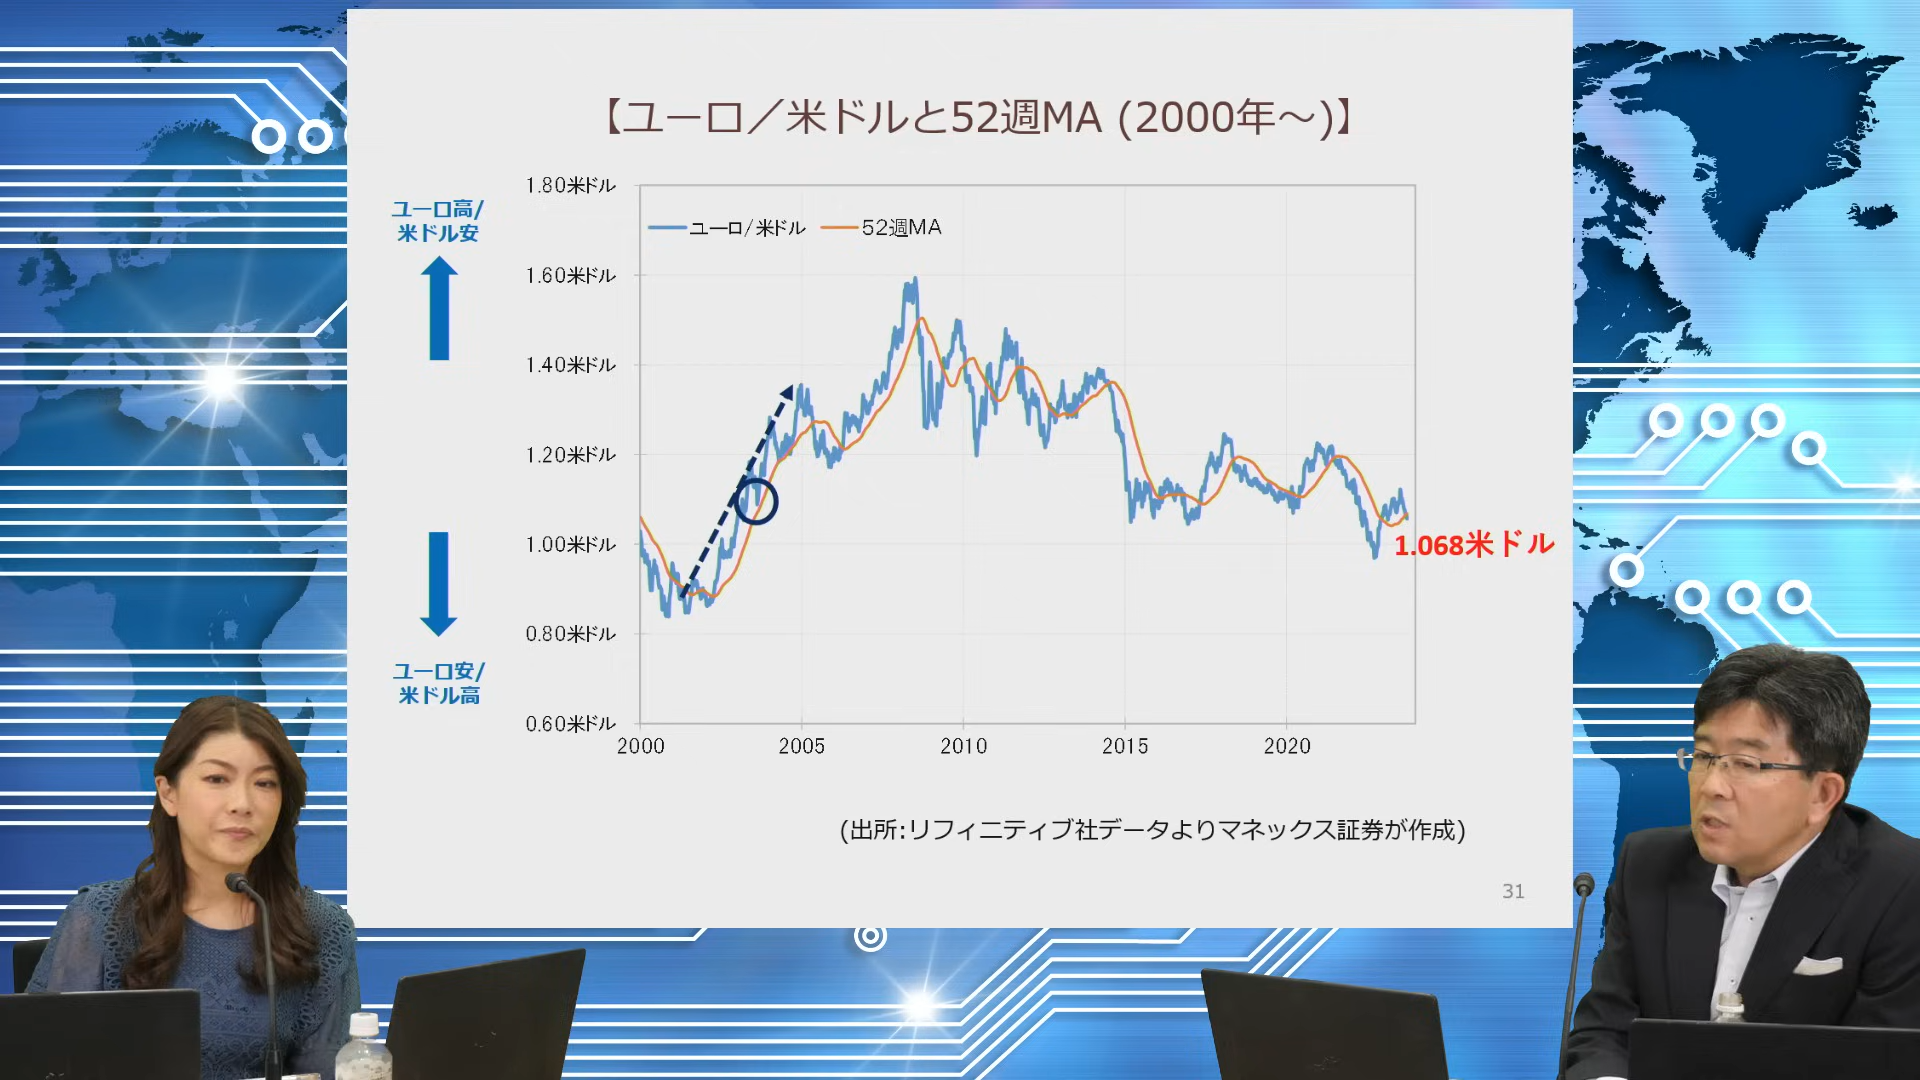 【ユーロ／米ドルと52週MA (2000年～)】
ユーロ高/
米ドル安
ユーロ安/
米ドル高
1.80米ドル
1.60米ドル
1.40米ドル
1.20米ドル
1.00米ドル
0.80米ドル
0.60米ドル
ユーロ/米ドル 52週MA
1.068米ドル
2000 2005 2010 2015 2020
(出所:リフィニティブ社データよりマネックス証券が作成)
31